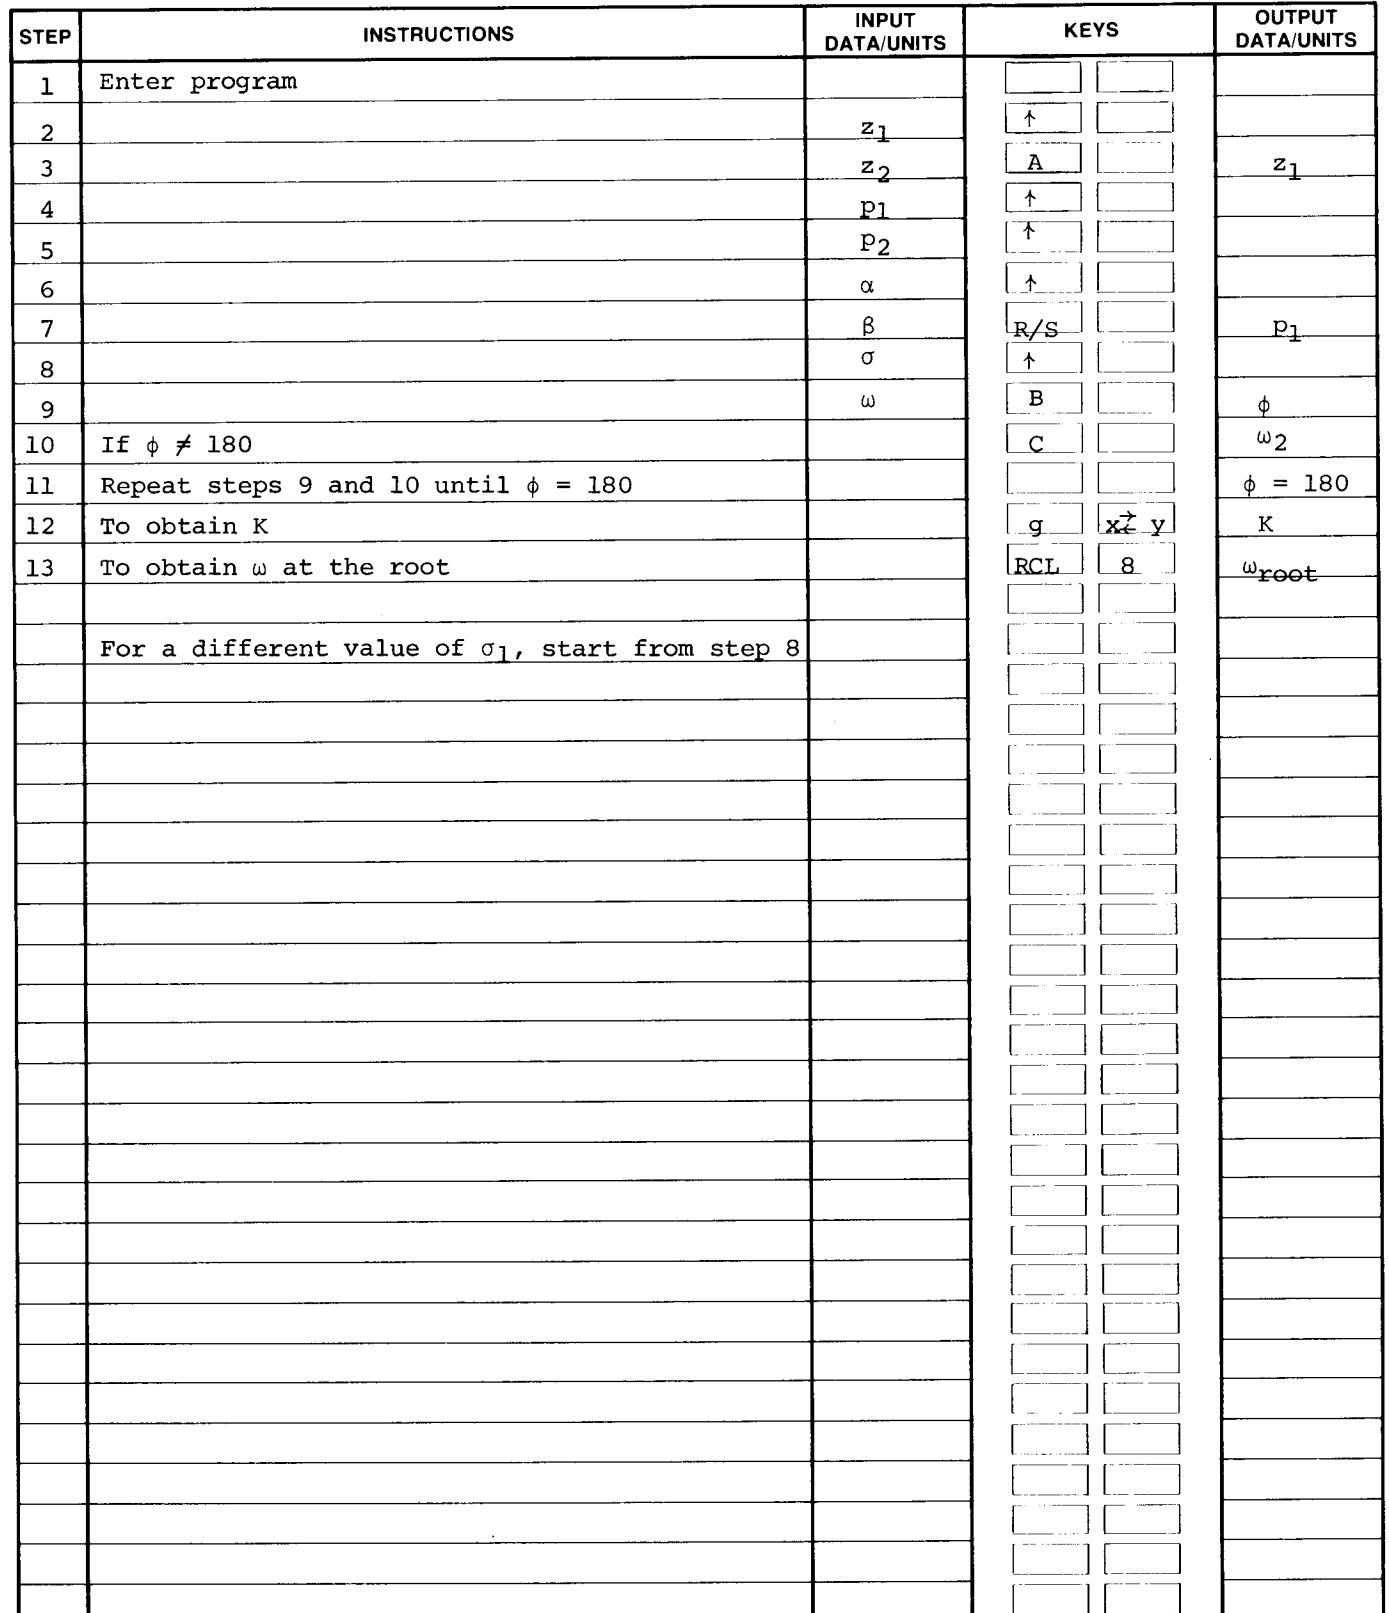 STEP INSTRUCTIONS INPUT DATA/UNITS KEYS OUTPUT DATA/UNITS
1 Enter program
2 z1 ↑
3 z2 A z1
4 p1 ↑
5 p2 ↑
6 α ↑
7 β R/S p1
8 σ ↑
9 ω B φ
10 If φ ≠ 180 C ω2
11 Repeat steps 9 and 10 until φ = 180 φ = 180
12 To obtain K g x⇄y K
13 To obtain ω at the root RCL 8 ωroot
For a different value of σ1, start from step 8